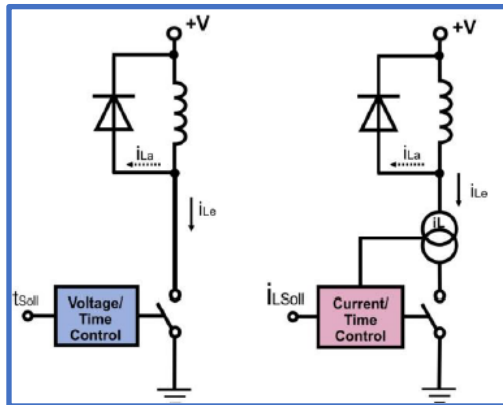 +V
iLa
iLe
tSoll
Voltage/
Time
Control
+V
iLa
iLe
iL
iLSoll
Current/
Time
Control